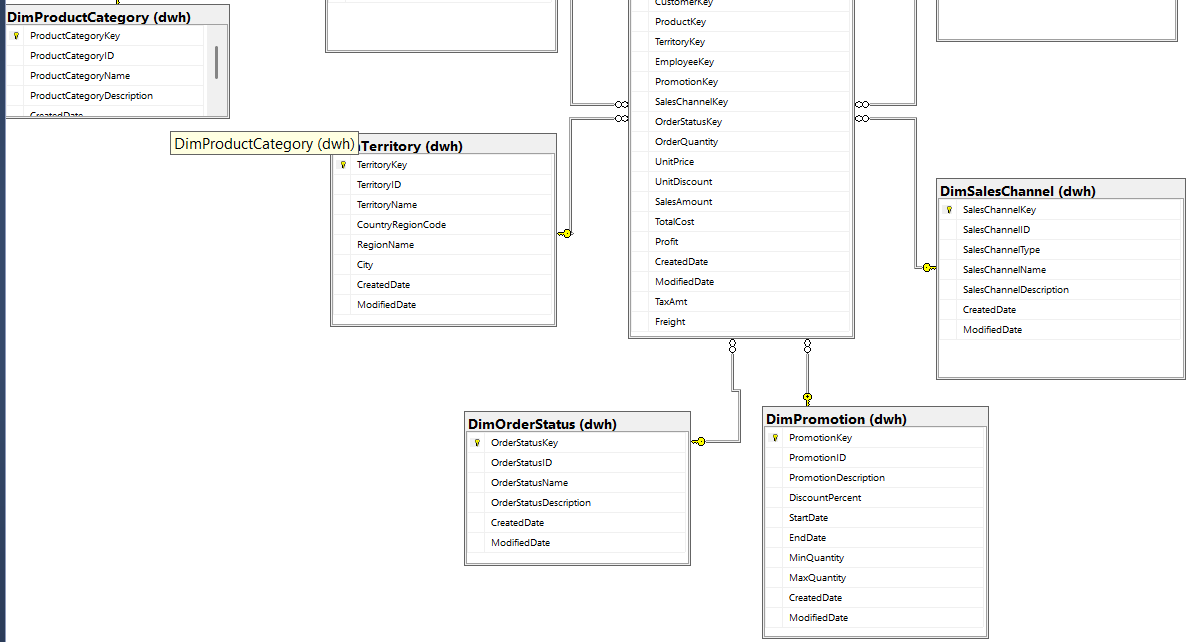 DimProductCategory (dwh)
ProductCategoryKey
ProductCategoryID
ProductCategoryName
ProductCategoryDescription
CreatedDate
DimProductCategory (dwh)
Territory (dwh)
TerritoryKey
TerritoryID
TerritoryName
CountryRegionCode
RegionName
City
CreatedDate
ModifiedDate
CustomerKey
ProductKey
TerritoryKey
EmployeeKey
PromotionKey
SalesChannelKey
OrderStatusKey
OrderQuantity
UnitPrice
UnitDiscount
SalesAmount
TotalCost
Profit
CreatedDate
ModifiedDate
TaxAmt
Freight
DimSalesChannel (dwh)
SalesChannelKey
SalesChannelID
SalesChannelType
SalesChannelName
SalesChannelDescription
CreatedDate
ModifiedDate
DimOrderStatus (dwh)
OrderStatusKey
OrderStatusID
OrderStatusName
OrderStatusDescription
CreatedDate
ModifiedDate
DimPromotion (dwh)
PromotionKey
PromotionID
PromotionDescription
DiscountPercent
StartDate
EndDate
MinQuantity
MaxQuantity
CreatedDate
ModifiedDate